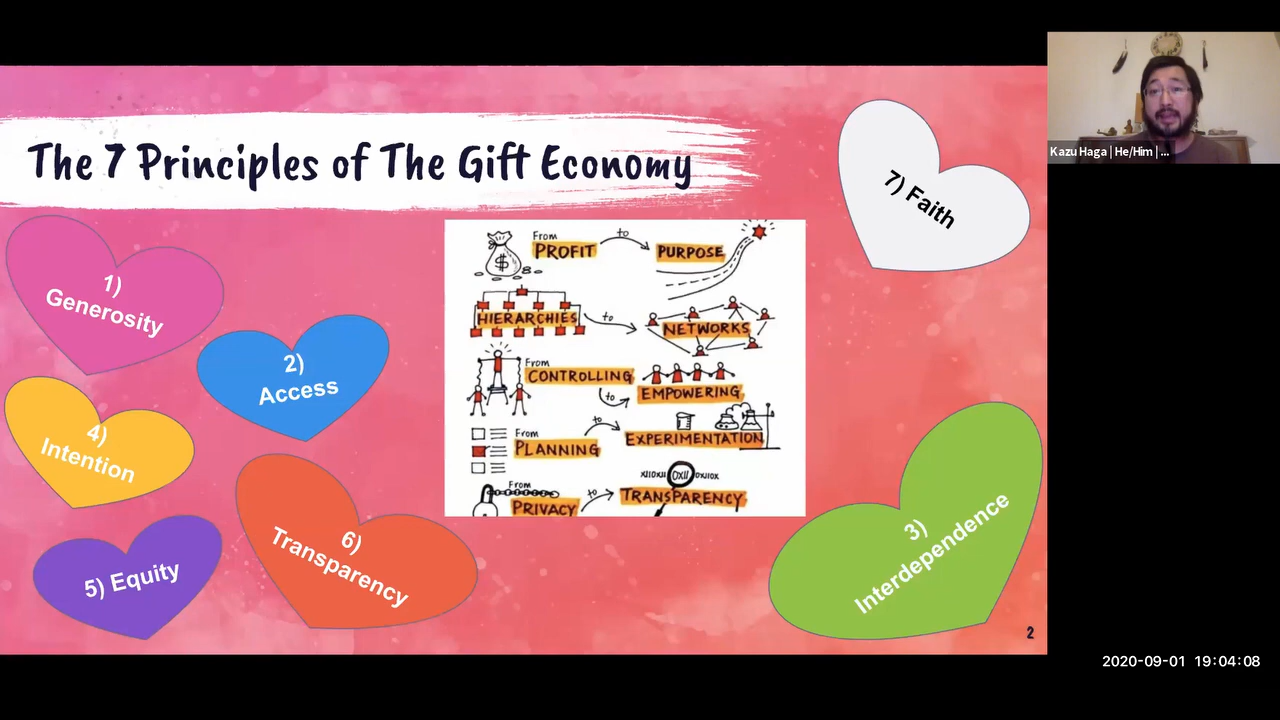 The 7 Principles of The Gift Economy
1)
Generosity
2)
Access
4)
Intention
5) Equity
6)
Transparency
From
PROFIT
to
PURPOSE
$
HIERARCHIES
to
NETWORKS
From
CONTROLLING
to
EMPOWERING
From
PLANNING
to
EXPERIMENTATION
From
PRIVACY
to
TRANSPARENCY
7) Faith
3)
Interdependence
2
Kazu Haga | He/Him | ...
2020-09-01 19:04:08